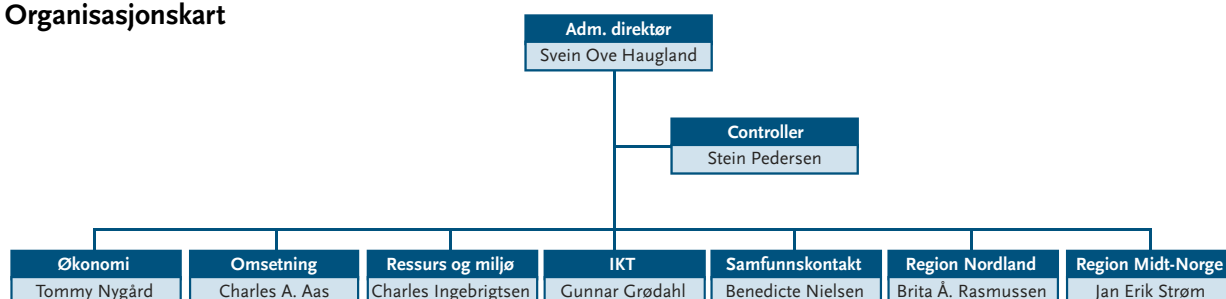 Organisasjonskart
Adm. direktør
Svein Ove Haugland
Controller
Stein Pedersen
Økonomi
Tommy Nygård
Omsetning
Charles A. Aas
Ressurs og miljø
Charles Ingebrigtsen
IKT
Gunnar Grødahl
Samfunnskontakt
Benedicte Nielsen
Region Nordland
Brita Å. Rasmussen
Region Midt-Norge
Jan Erik Strøm